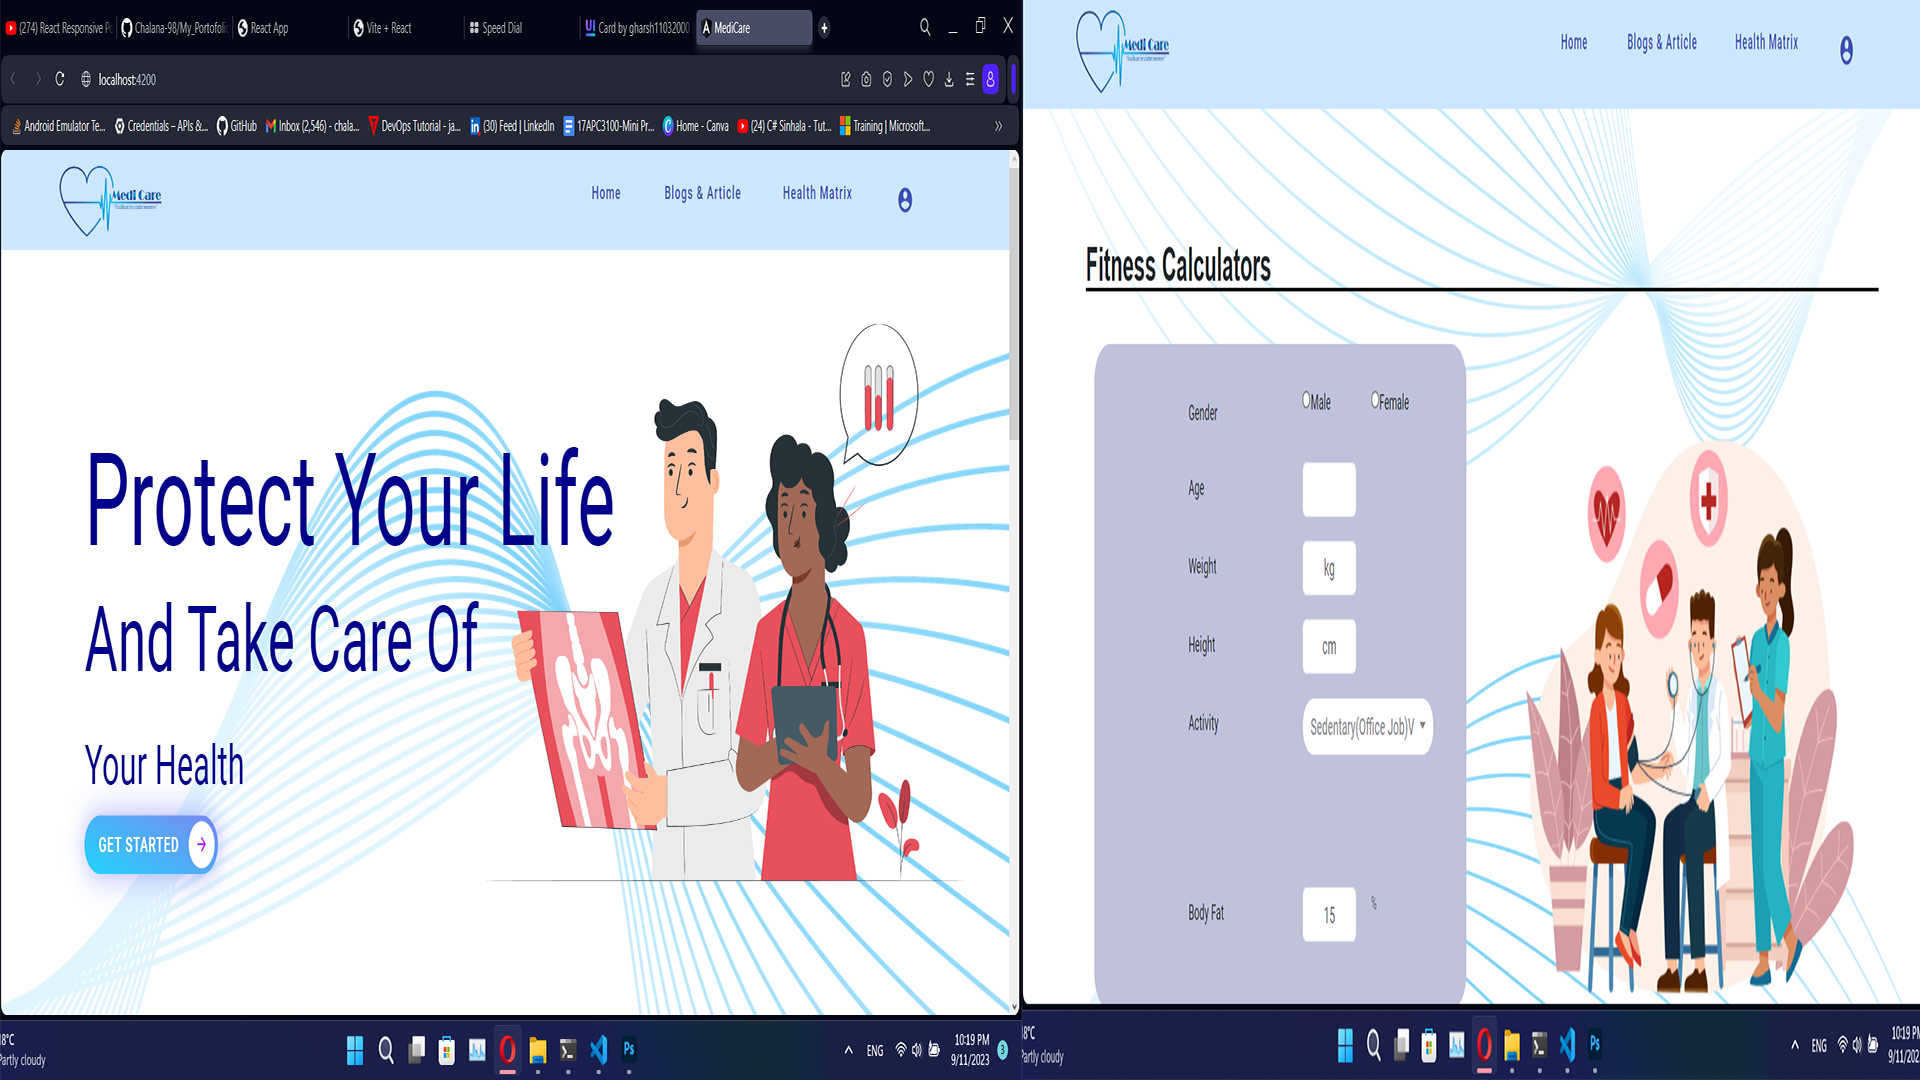 (274) React Responsive Po
Chalana-98/My_Portofolio
React App
Vite + React
Speed Dial
Card by gharsh11032000
MediCare
localhost:4200
Android Emulator Te...
Credentials – APIs &...
GitHub
Inbox (2,546) - chala...
DevOps Tutorial - ja...
(30) Feed | LinkedIn
17APC3100-Mini Pr...
Home - Canva
(24) C# Sinhala - Tut...
Training | Microsoft...
Medi Care
Home
Blogs & Article
Health Matrix
Protect Your Life
And Take Care Of
Your Health
GET STARTED
8°C
Partly cloudy
ENG
10:19 PM
9/11/2023
3
Medi Care
Home
Blogs & Article
Health Matrix
Fitness Calculators
Gender
Male
Female
Age
Weight
kg
Height
cm
Activity
Sedentary(Office Job)V
Body Fat
15
%
8°C
Partly cloudy
ENG
10:19 PM
9/11/202